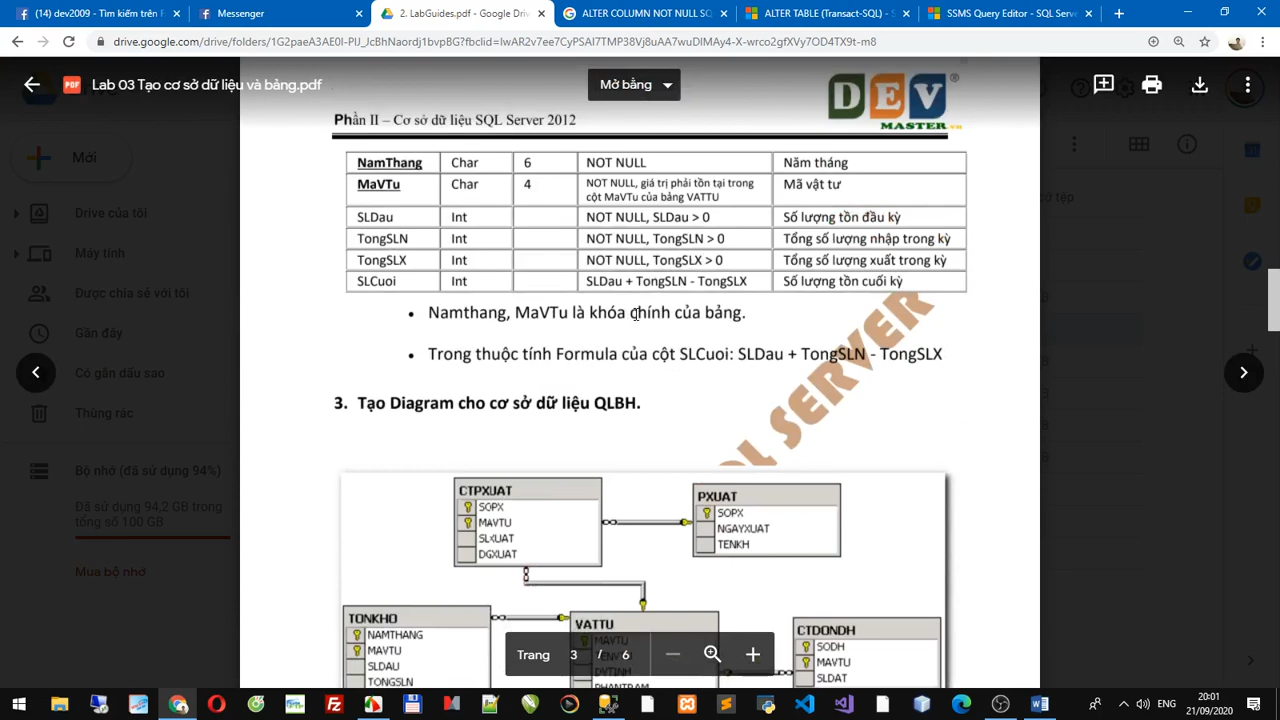 (14) dev2009 - Tìm kiếm trên F
Messenger
2. LabGuides.pdf - Google Driv
ALTER COLUMN NOT NULL SQ
ALTER TABLE (Transact-SQL) - S
SSMS Query Editor - SQL Serve
drive.google.com/drive/folders/
Lab 03 Tạo cơ sở dữ liệu và bảng.pdf
Mở bằng
DEV
MASTER.VN
Phần II – Cơ sở dữ liệu SQL Server 2012
NamThang Char 6 NOT NULL Năm tháng
MaVTu Char 4 NOT NULL, giá trị phải tồn tại trong Mã vật tư
cột MaVTu của bảng VATTU
SLDau Int NOT NULL, SLDau > 0 Số lượng tồn đầu kỳ
TongSLN Int NOT NULL, TongSLN > 0 Tổng số lượng nhập trong kỳ
TongSLX Int NOT NULL, TongSLX > 0 Tổng số lượng xuất trong kỳ
SLCuoi Int SLDau + TongSLN - TongSLX Số lượng tồn cuối kỳ
• Namthang, MaVTu là khóa chính của bảng.
• Trong thuộc tính Formula của cột SLCuoi: SLDau + TongSLN - TongSLX
3. Tạo Diagram cho cơ sở dữ liệu QLBH.
SQL SERVER
Mới
Drive của tôi
Máy tính
Được chia sẻ với tôi
Gần đây
Có gắn dấu sao
Thùng rác
Bộ nhớ (đã sử dụng 94%)
Đã sử dụng 94,2 GB trong
tổng số 100 GB
Mua bộ nhớ
CTPXUAT
SOPX
MAVTU
SLXUAT
DGXUAT
PXUAT
SOPX
NGAYXUAT
TENKH
TONKHO
NAMTHANG
MAVTU
SLDAU
TONGSLN
VATTU
MAVTU
PHANTRAM
CTDONDH
SODH
MAVTU
SLDAT
Trang 3 / 6
20:01
21/09/2020